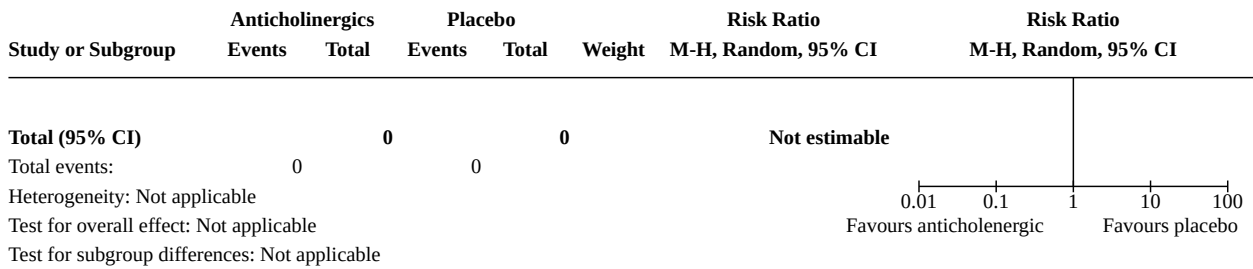 Anticholinergics Placebo Risk Ratio Risk Ratio
Study or Subgroup Events Total Events Total Weight M-H, Random, 95% CI M-H, Random, 95% CI
Total (95% CI) 0 0 Not estimable
Total events: 0 0
Heterogeneity: Not applicable
Test for overall effect: Not applicable
Test for subgroup differences: Not applicable
0.01 0.1 1 10 100
Favours anticholenergic Favours placebo